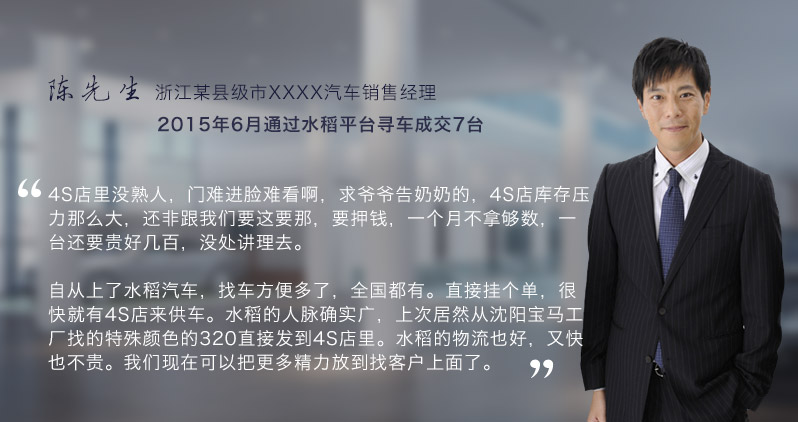 陈先生 浙江某县级市XXXX汽车销售经理
2015年6月通过水稻平台寻车成交7台
“ 4S店里没熟人，门难进脸难看啊，求爷爷告奶奶的，4S店库存压
力那么大，还非跟我们要这要那，要押钱，一个月不拿够数，一
台还要贵好几百，没处讲理去。
自从上了水稻汽车，找车方便多了，全国都有。直接挂个单，很
快就有4S店来供车。水稻的人脉确实广，上次居然从沈阳宝马工
厂找的特殊颜色的320直接发到4S店里。水稻的物流也好，又快
也不贵。我们现在可以把更多精力放到找客户上面了。 ”